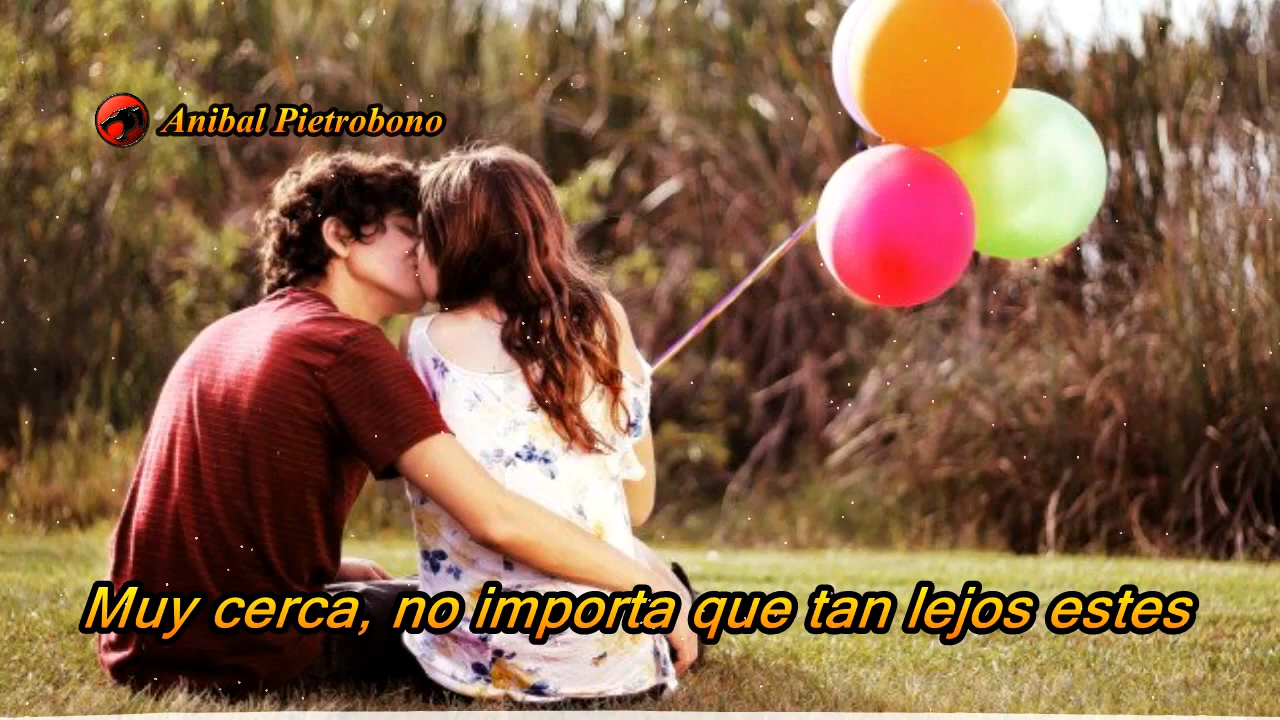 Anibal Pietrobono
Muy cerca, no importa que tan lejos estes